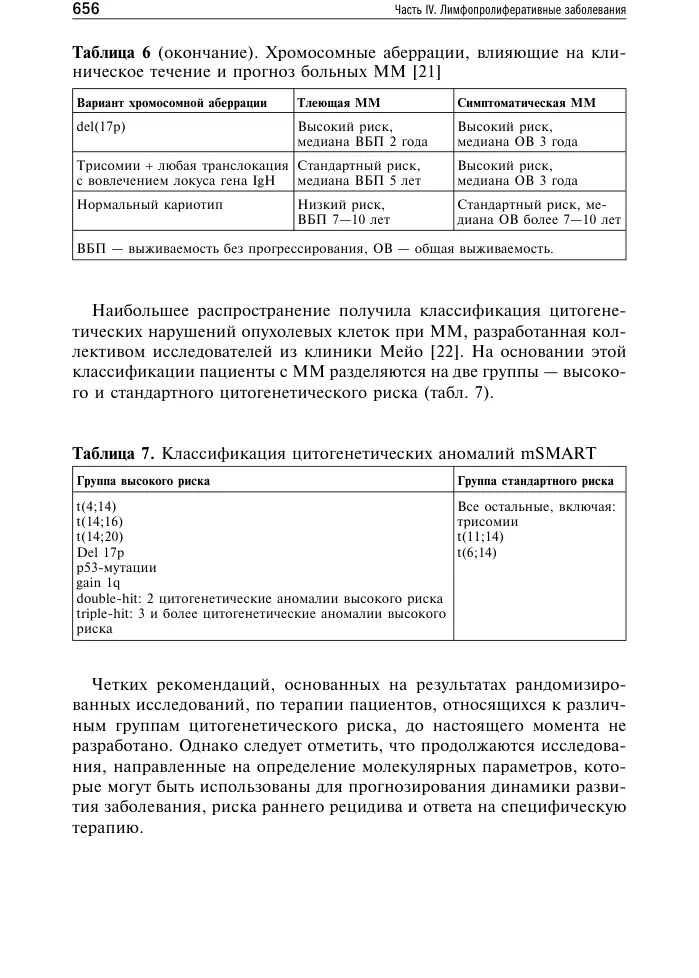 656
Часть IV. Лимфопролиферативные заболевания
Таблица 6 (окончание). Хромосомные аберрации, влияющие на кли-
ническое течение и прогноз больных ММ [21]
Вариант хромосомной аберрации Тлеющая ММ Симптоматическая ММ
del(17p) Высокий риск, Высокий риск,
медиана ВБП 2 года медиана ОВ 3 года
Трисомии + любая транслокация Стандартный риск, Высокий риск,
с вовлечением локуса гена IgH медиана ВБП 5 лет медиана ОВ 3 года
Нормальный кариотип Низкий риск, Стандартный риск, ме-
ВБП 7—10 лет диана ОВ более 7—10 лет
ВБП — выживаемость без прогрессирования, ОВ — общая выживаемость.
Наибольшее распространение получила классификация цитогене-
тических нарушений опухолевых клеток при ММ, разработанная кол-
лективом исследователей из клиники Мейо [22]. На основании этой
классификации пациенты с ММ разделяются на две группы — высоко-
го и стандартного цитогенетического риска (табл. 7).
Таблица 7. Классификация цитогенетических аномалий mSMART
Группа высокого риска Группа стандартного риска
t(4;14) Все остальные, включая:
t(14;16) трисомии
t(14;20) t(11;14)
Del 17p t(6;14)
p53-мутации
gain 1q
double-hit: 2 цитогенетические аномалии высокого риска
triple-hit: 3 и более цитогенетические аномалии высокого
риска
Четких рекомендаций, основанных на результатах рандомизиро-
ванных исследований, по терапии пациентов, относящихся к различ-
ным группам цитогенетического риска, до настоящего момента не
разработано. Однако следует отметить, что продолжаются исследова-
ния, направленные на определение молекулярных параметров, кото-
рые могут быть использованы для прогнозирования динамики разви-
тия заболевания, риска раннего рецидива и ответа на специфическую
терапию.